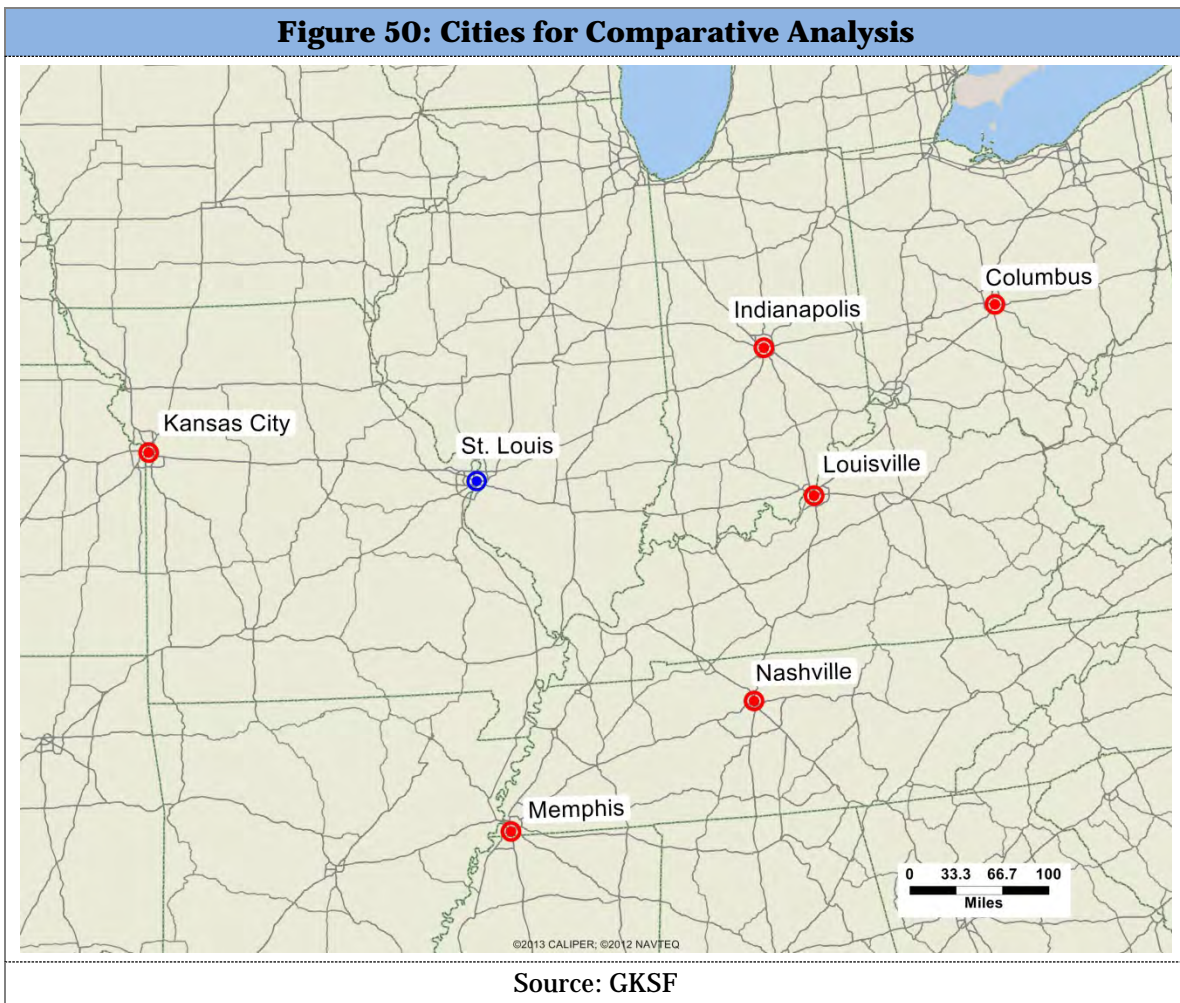 Figure 50: Cities for Comparative Analysis
Columbus
Indianapolis
Kansas City
St. Louis
Louisville
Nashville
Memphis
0 33.3 66.7 100
Miles
©2013 CALIPER; ©2012 NAVTEQ
Source: GKSF